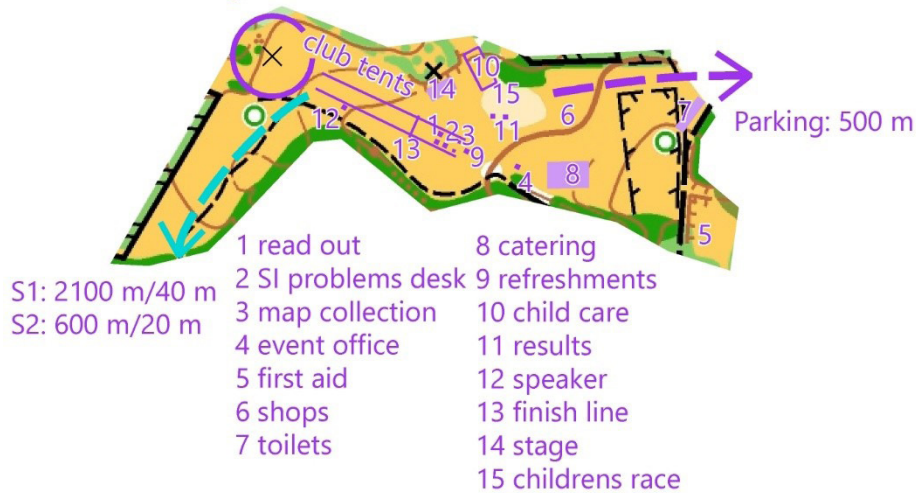 club tents
10
14
15
6
7
Parking: 500 m
12
13
1
2
3
11
9
4
8
5
S1: 2100 m/40 m
S2: 600 m/20 m
1 read out
2 SI problems desk
3 map collection
4 event office
5 first aid
6 shops
7 toilets
8 catering
9 refreshments
10 child care
11 results
12 speaker
13 finish line
14 stage
15 childrens race